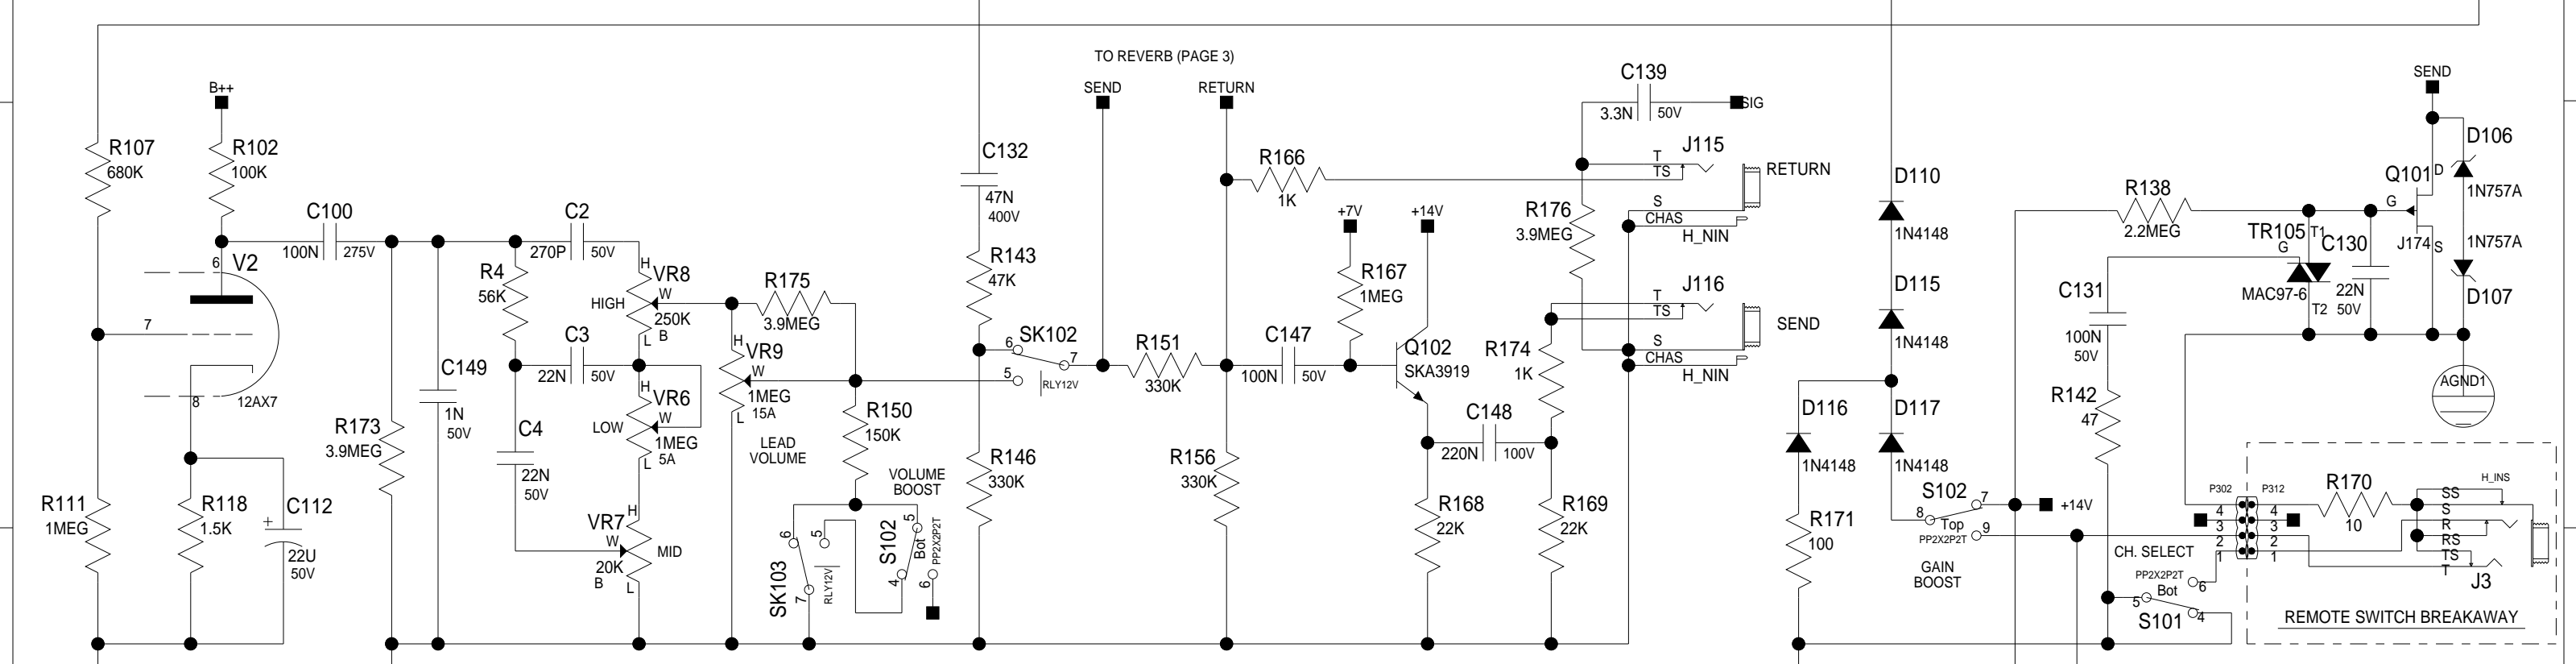 TO REVERB (PAGE 3)
B++
SEND
RETURN
C139
3.3N
50V
SIG
SEND
R107
680K
R102
100K
C132
47N
400V
R166
1K
J115
T
TS
S
CHAS
H_NIN
RETURN
D110
1N4148
R138
2.2MEG
Q101
D
G
S
J174
D106
1N757A
1N757A
D107
C100
100N
275V
C2
270P
50V
R176
3.9MEG
+7V
+14V
TR105
T1
G
MAC97-6
T2
C130
22N
50V
6
V2
7
8
12AX7
R4
56K
H
VR8
W
HIGH
250K
B
L
R175
3.9MEG
R143
47K
R167
1MEG
J116
T
TS
S
CHAS
H_NIN
SEND
D115
1N4148
C131
100N
50V
C3
22N
50V
H
VR9
W
1MEG
15A
L
LEAD
VOLUME
SK102
6
7
5
RLY12V
R151
330K
C147
100N
50V
Q102
SKA3919
R174
1K
AGND1
C149
1N
50V
R173
3.9MEG
C4
22N
50V
H
VR6
W
LOW
1MEG
5A
L
R150
150K
C148
220N
100V
D116
1N4148
D117
1N4148
R142
47
R111
1MEG
R118
1.5K
C112
+
22U
50V
H
VR7
W
MID
20K
B
L
VOLUME
BOOST
6
5
SK103
7
RLY12V
S102
5
Bot
4
6
PP2X2P2T
R146
330K
R156
330K
R168
22K
R169
22K
R171
100
S102
7
8
Top
9
PP2X2P2T
GAIN
BOOST
+14V
CH. SELECT
PP2X2P2T
6
Bot
5
4
S101
P302
P312
4
3
2
1
4
3
2
1
R170
10
H_INS
SS
S
R
RS
TS
T
J3
REMOTE SWITCH BREAKAWAY